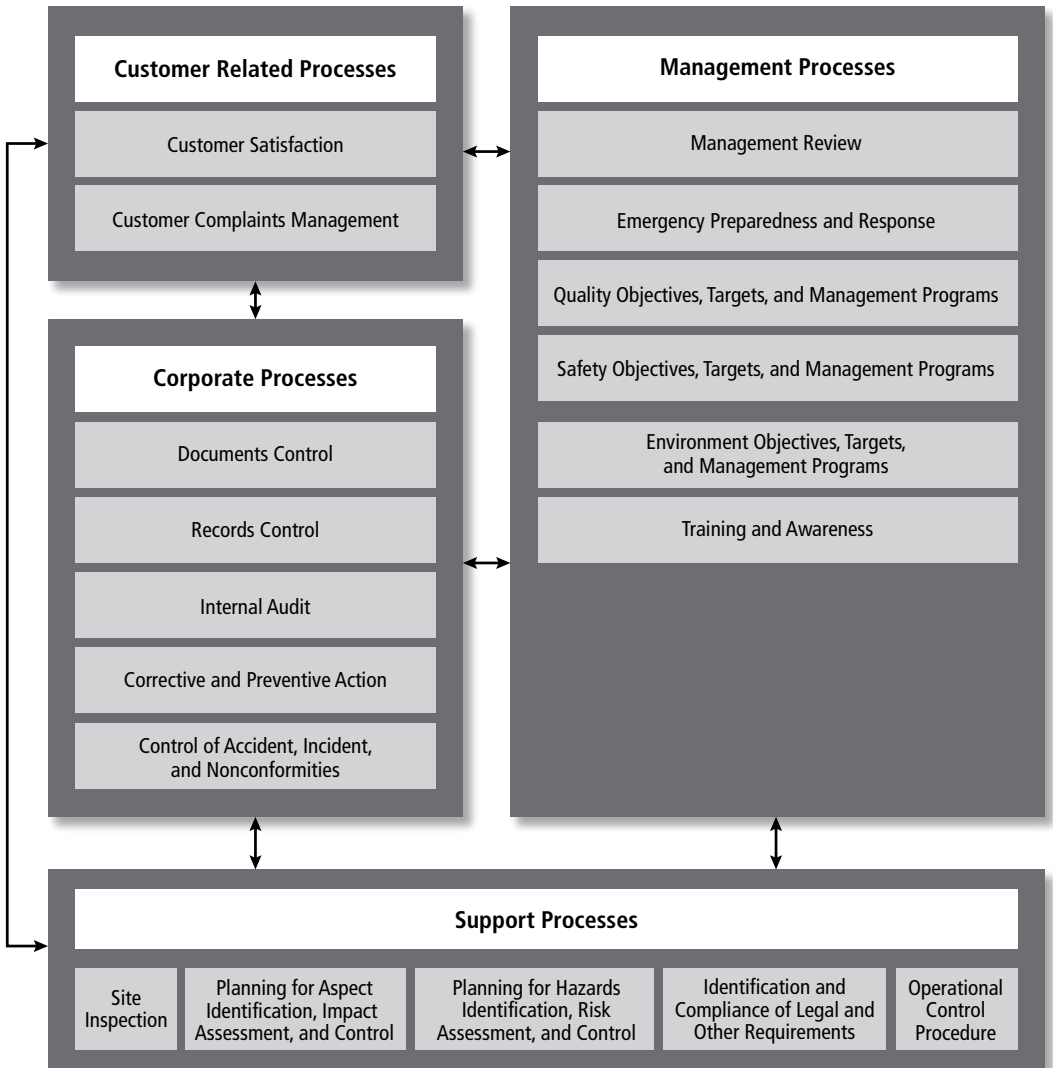 Customer Related Processes
Customer Satisfaction
Customer Complaints Management
Management Processes
Management Review
Emergency Preparedness and Response
Quality Objectives, Targets, and Management Programs
Safety Objectives, Targets, and Management Programs
Environment Objectives, Targets,
and Management Programs
Training and Awareness
Corporate Processes
Documents Control
Records Control
Internal Audit
Corrective and Preventive Action
Control of Accident, Incident,
and Nonconformities
Support Processes
Site
Inspection
Planning for Aspect
Identification, Impact
Assessment, and Control
Planning for Hazards
Identification, Risk
Assessment, and Control
Identification and
Compliance of Legal and
Other Requirements
Operational
Control
Procedure